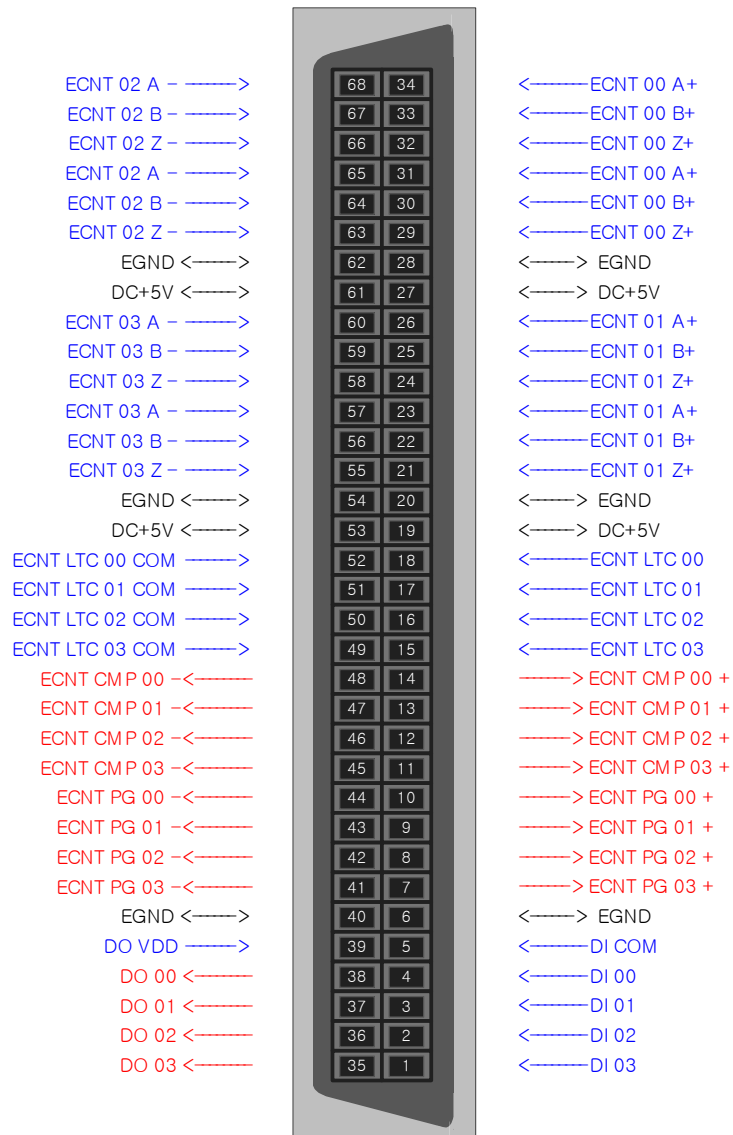 ECNT 02 A - 68 34 ECNT 00 A+
ECNT 02 B - 67 33 ECNT 00 B+
ECNT 02 Z - 66 32 ECNT 00 Z+
ECNT 02 A - 65 31 ECNT 00 A+
ECNT 02 B - 64 30 ECNT 00 B+
ECNT 02 Z - 63 29 ECNT 00 Z+
EGND 62 28 EGND
DC+5V 61 27 DC+5V
ECNT 03 A - 60 26 ECNT 01 A+
ECNT 03 B - 59 25 ECNT 01 B+
ECNT 03 Z - 58 24 ECNT 01 Z+
ECNT 03 A - 57 23 ECNT 01 A+
ECNT 03 B - 56 22 ECNT 01 B+
ECNT 03 Z - 55 21 ECNT 01 Z+
EGND 54 20 EGND
DC+5V 53 19 DC+5V
ECNT LTC 00 COM 52 18 ECNT LTC 00
ECNT LTC 01 COM 51 17 ECNT LTC 01
ECNT LTC 02 COM 50 16 ECNT LTC 02
ECNT LTC 03 COM 49 15 ECNT LTC 03
ECNT CMP 00 - 48 14 ECNT CMP 00 +
ECNT CMP 01 - 47 13 ECNT CMP 01 +
ECNT CMP 02 - 46 12 ECNT CMP 02 +
ECNT CMP 03 - 45 11 ECNT CMP 03 +
ECNT PG 00 - 44 10 ECNT PG 00 +
ECNT PG 01 - 43 9 ECNT PG 01 +
ECNT PG 02 - 42 8 ECNT PG 02 +
ECNT PG 03 - 41 7 ECNT PG 03 +
EGND 40 6 EGND
DO VDD 39 5 DI COM
DO 00 38 4 DI 00
DO 01 37 3 DI 01
DO 02 36 2 DI 02
DO 03 35 1 DI 03